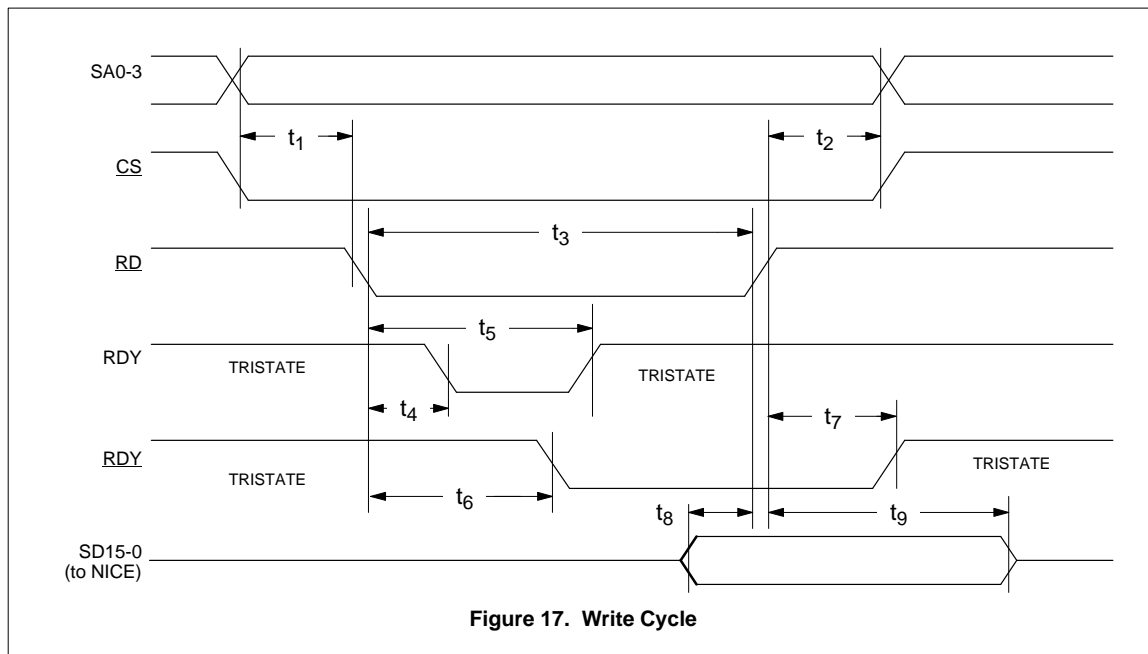 SA0-3
t1
t2
CS
t3
RD
t5
RDY
TRISTATE
TRISTATE
t4
t7
RDY
TRISTATE
TRISTATE
t6
t8
t9
SD15-0
(to NICE)
Figure 17. Write Cycle